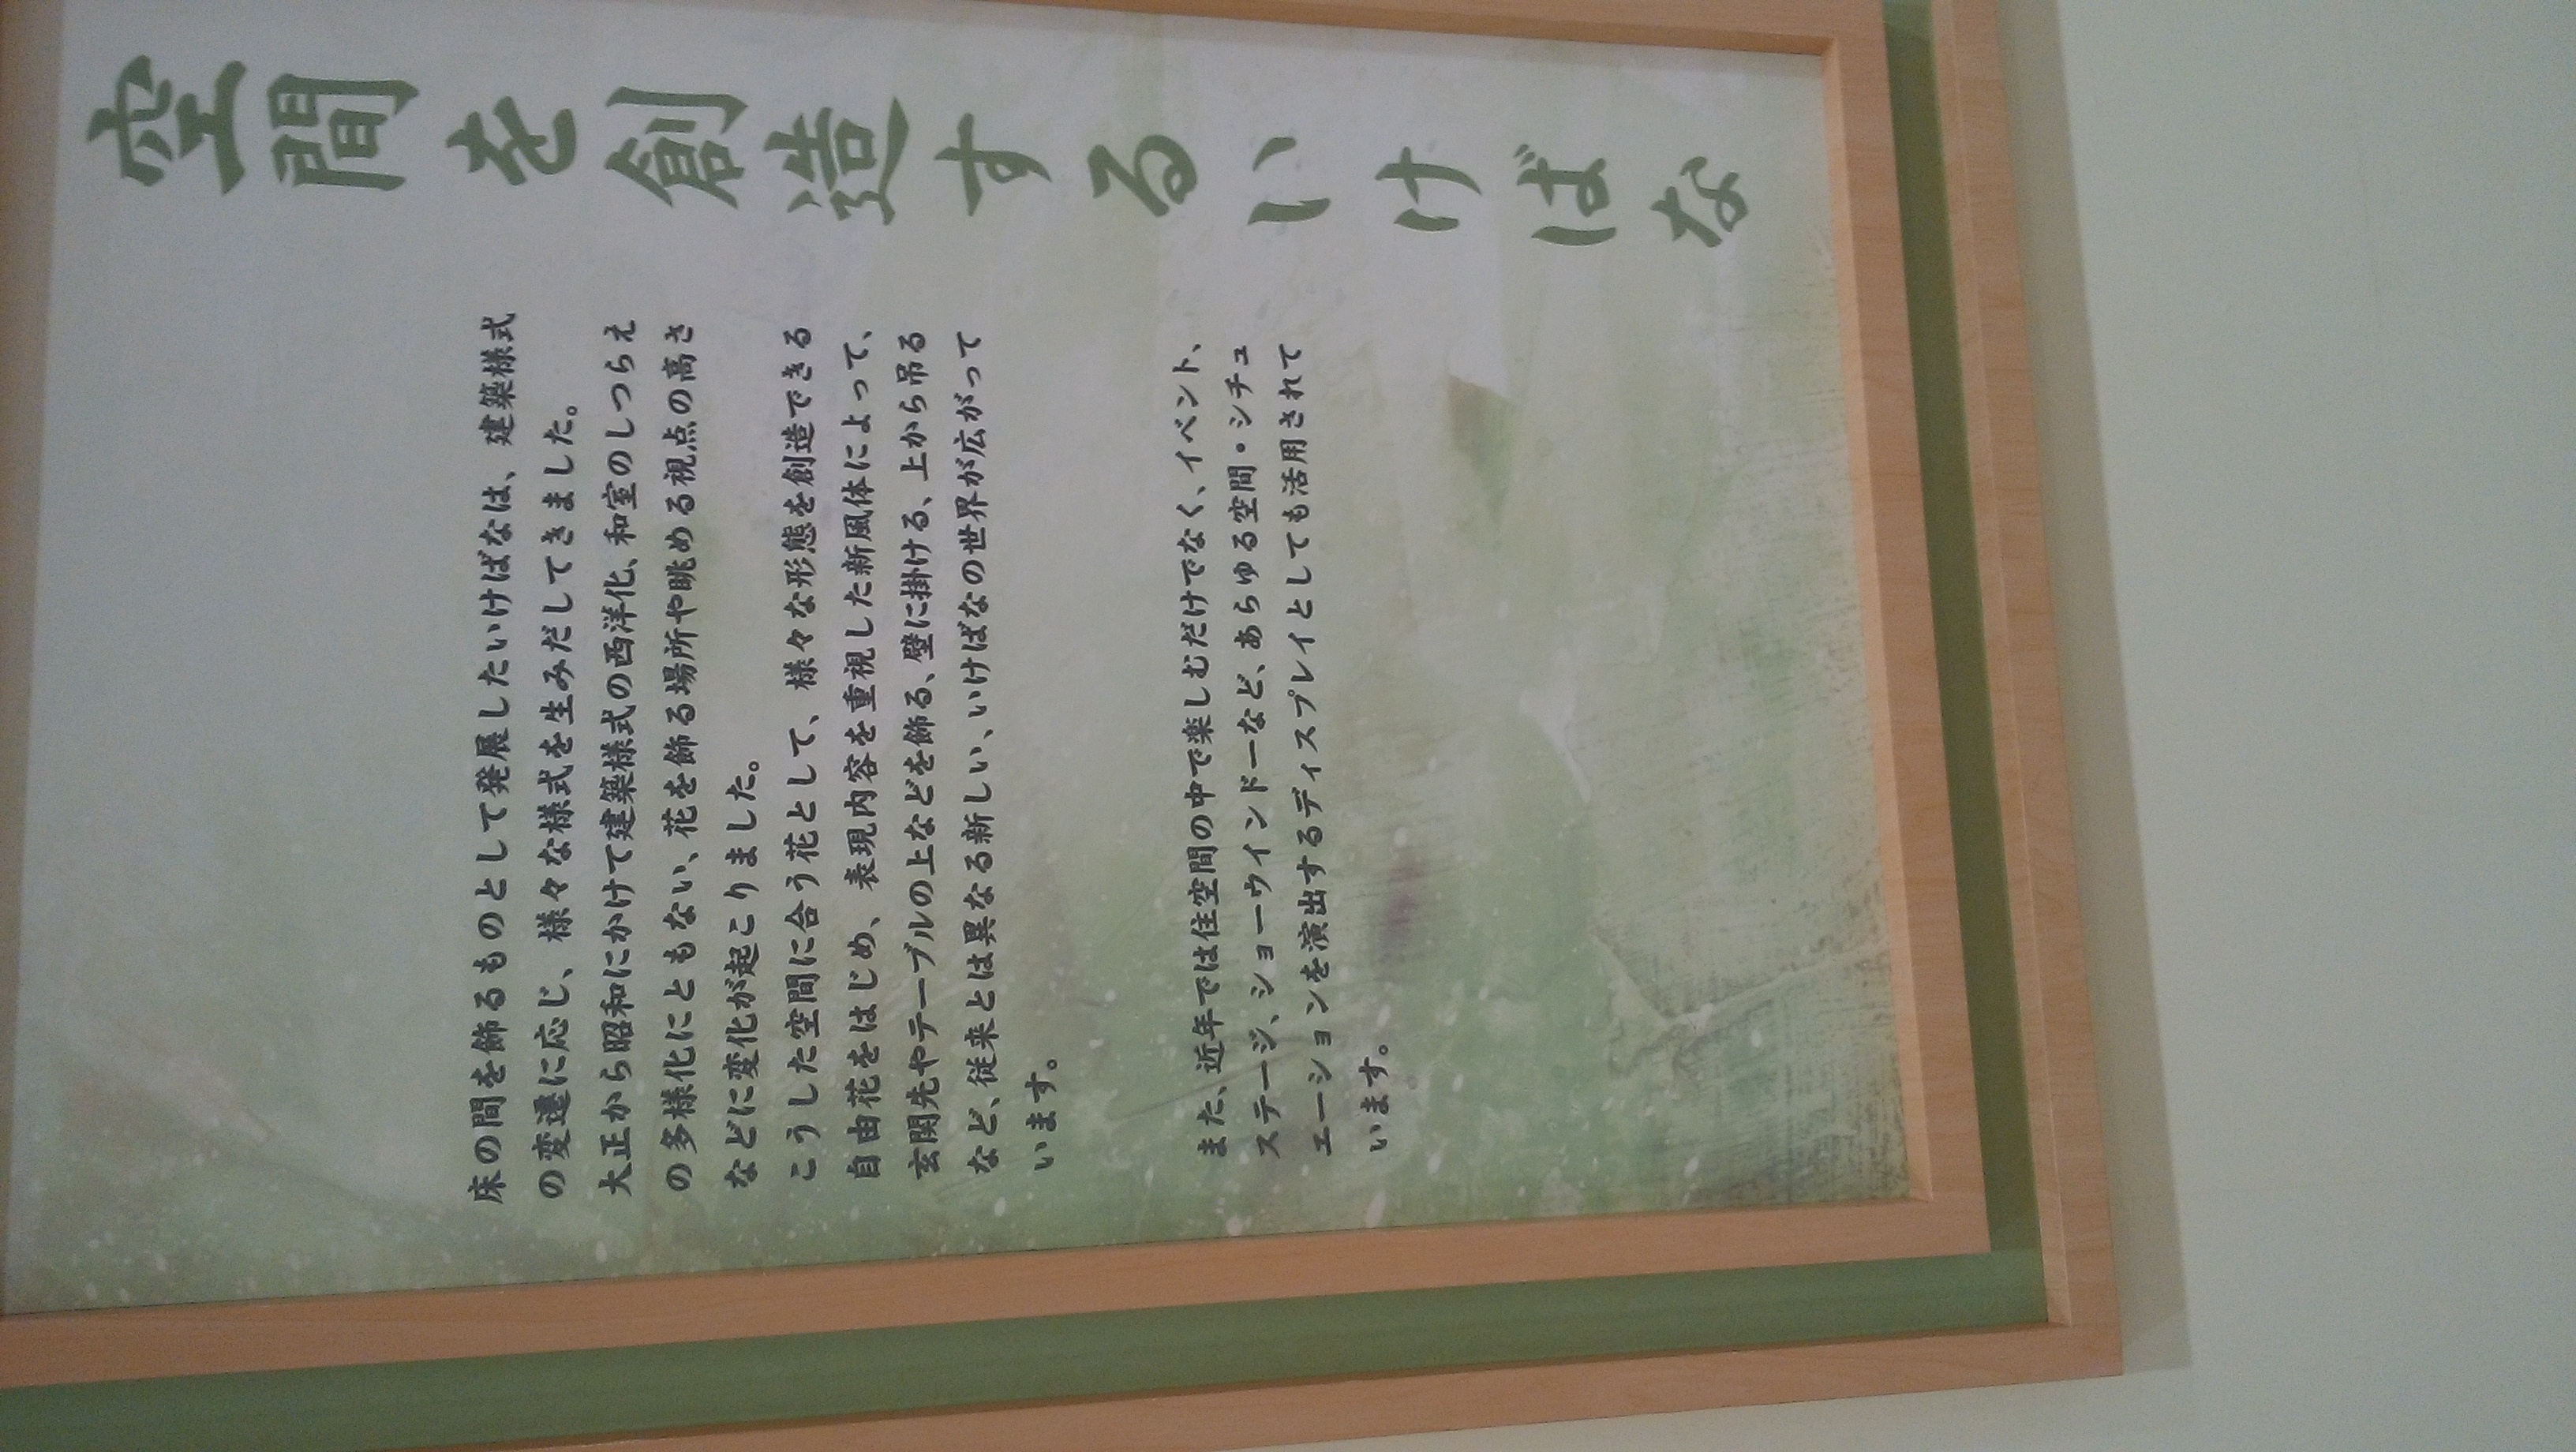 空間を創造するいけばな
床の間を飾るものとして発展したいけばなは、建築様式
の変遷に応じ、様々な様式を生みだしてきました。
大正から昭和にかけて建築様式の西洋化、和室のしつらえ
の多様化にともない、花を飾る場所や眺める視点の高さ
などに変化が起こりました。
こうした空間に合う花として、様々な形態を創造できる
自由花をはじめ、表現内容を重視した新風体によって、
玄関先やテーブルの上などを飾る、壁に掛ける、上から吊る
など、従来とは異なる新しい、いけばなの世界が広がって
います。
また、近年では住空間の中で楽しむだけでなく、イベント、
ステージ、ショーウインドーなど、あらゆる空間・シチュ
エーションを演出するディスプレイとしても活用されて
います。